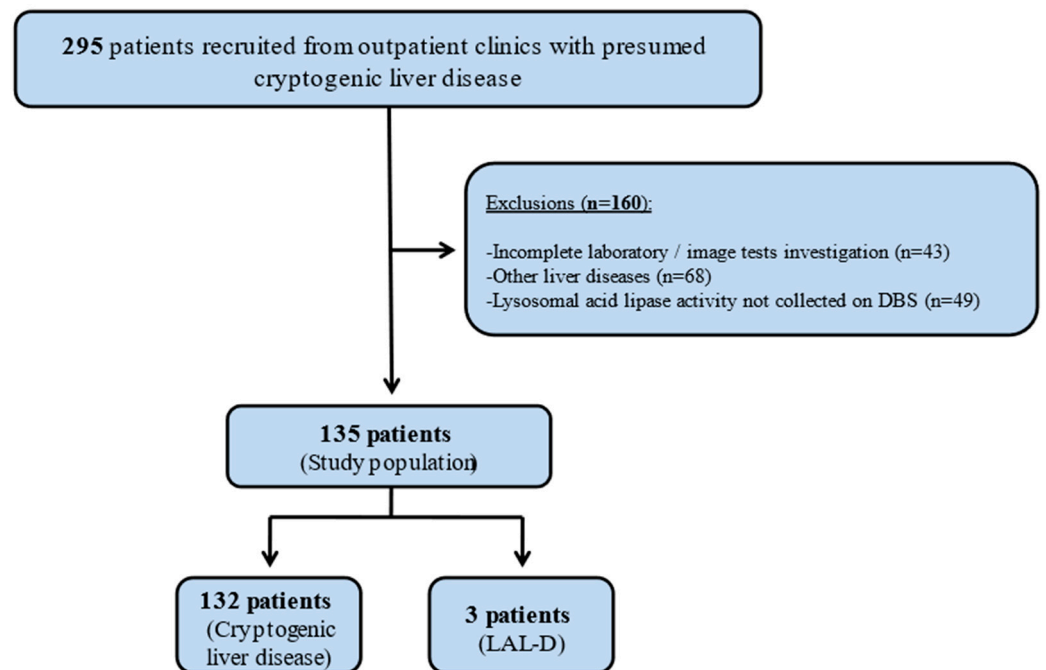 295 patients recruited from outpatient clinics with presumed
cryptogenic liver disease
Exclusions (n=160):
-Incomplete laboratory / image tests investigation (n=43)
-Other liver diseases (n=68)
-Lysosomal acid lipase activity not collected on DBS (n=49)
135 patients
(Study population)
132 patients
(Cryptogenic
liver disease)
3 patients
(LAL-D)